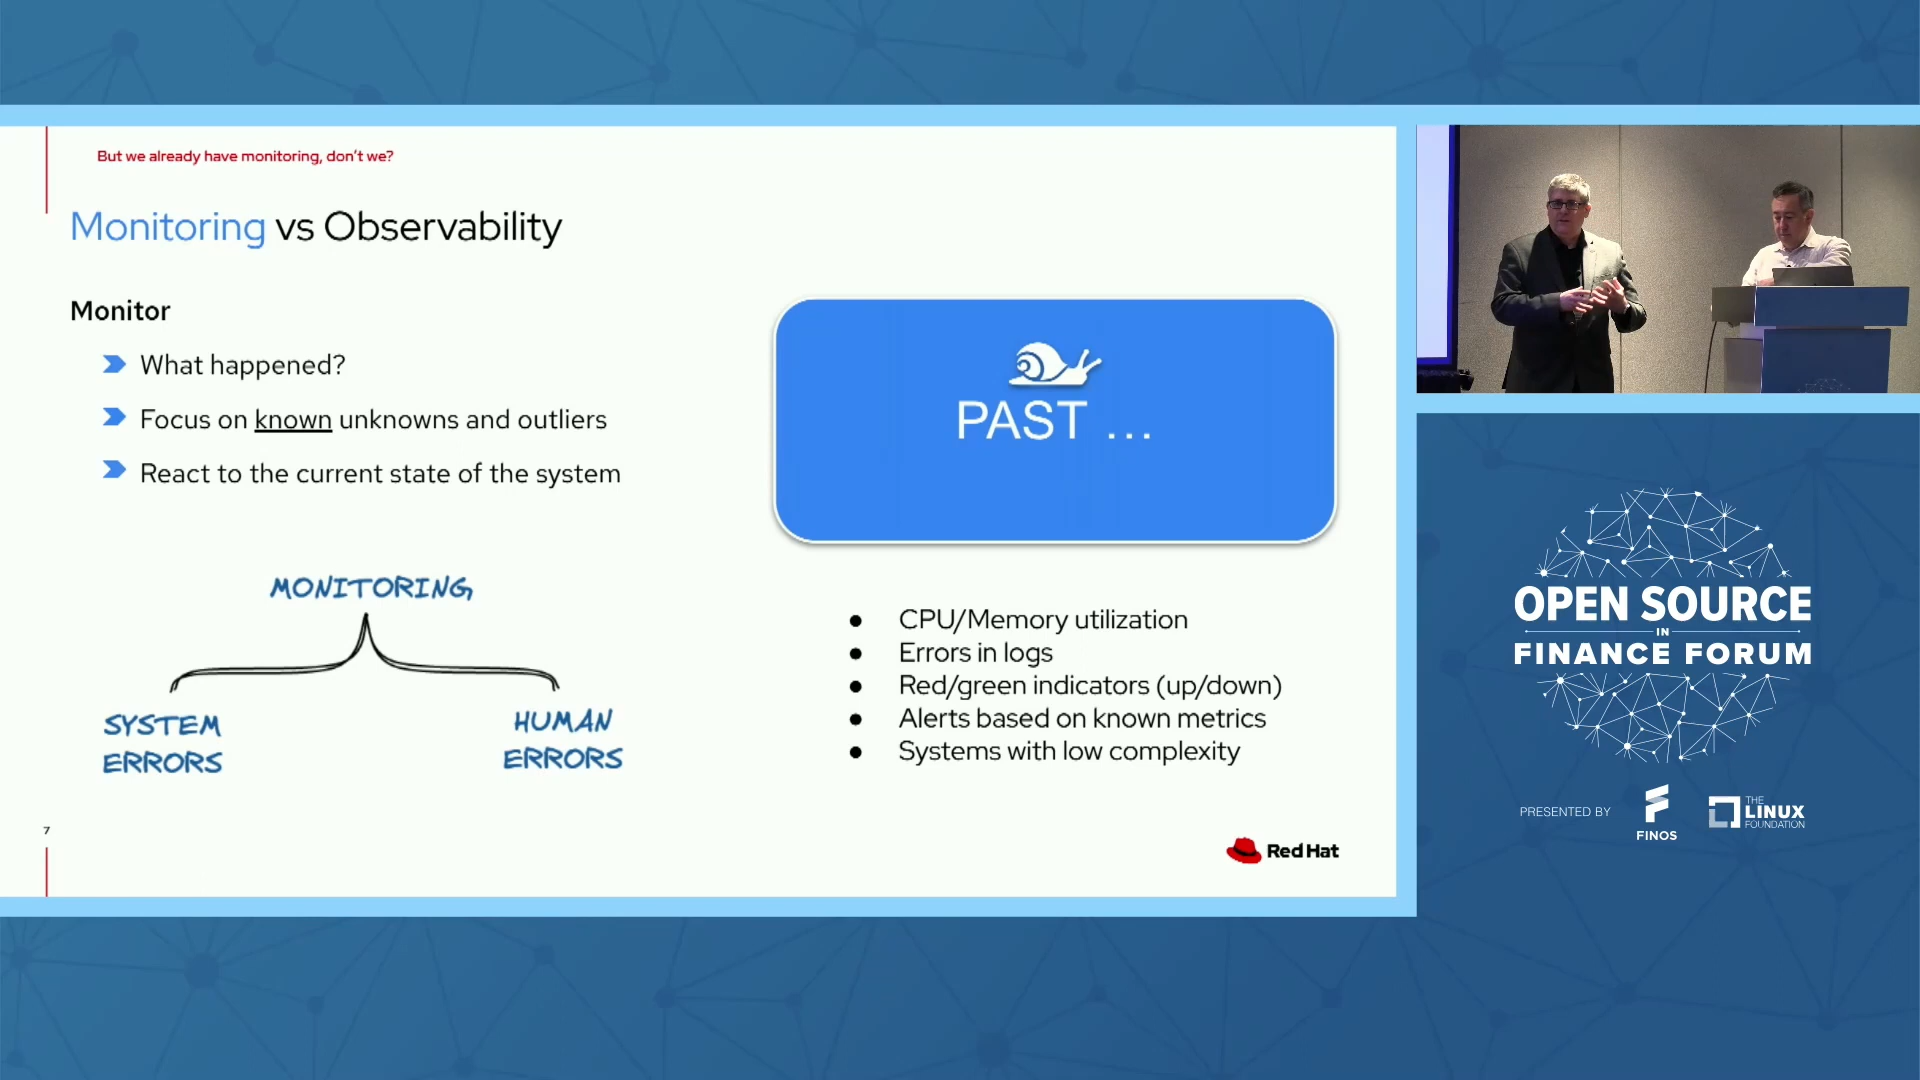 But we already have monitoring, don't we?
Monitoring vs Observability
Monitor
What happened?
Focus on known unknowns and outliers
React to the current state of the system
MONITORING
SYSTEM
ERRORS
HUMAN
ERRORS
PAST ...
CPU/Memory utilization
Errors in logs
Red/green indicators (up/down)
Alerts based on known metrics
Systems with low complexity
7
Red Hat
OPEN SOURCE
IN
FINANCE FORUM
PRESENTED BY
FINOS
THE
LINUX
FOUNDATION